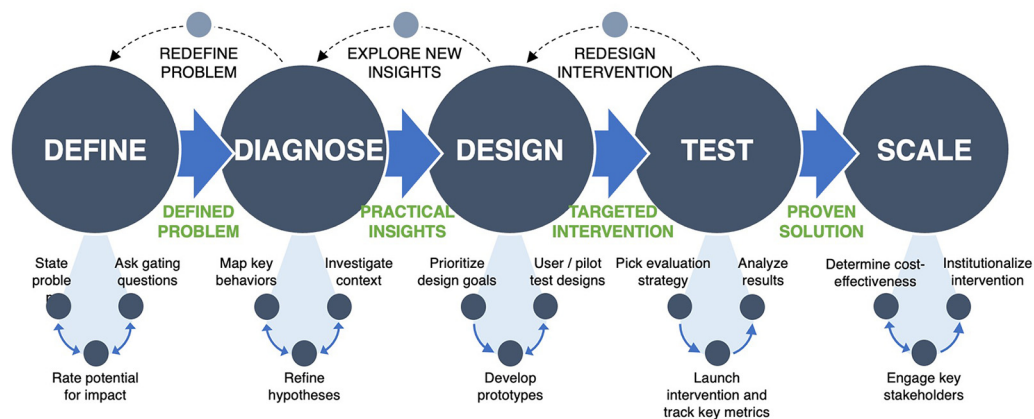 REDEFINE
PROBLEM
EXPLORE NEW
INSIGHTS
REDESIGN
INTERVENTION
DEFINE
DIAGNOSE
DESIGN
TEST
SCALE
DEFINED
PROBLEM
PRACTICAL
INSIGHTS
TARGETED
INTERVENTION
PROVEN
SOLUTION
State
proble
Ask gating
questions
Rate potential
for impact
Map key
behaviors
Investigate
context
Refine
hypotheses
Prioritize
design goals
User / pilot
test designs
Develop
prototypes
Pick evaluation
strategy
Analyze
results
Launch
intervention and
track key metrics
Determine cost-
effectiveness
Institutionalize
intervention
Engage key
stakeholders